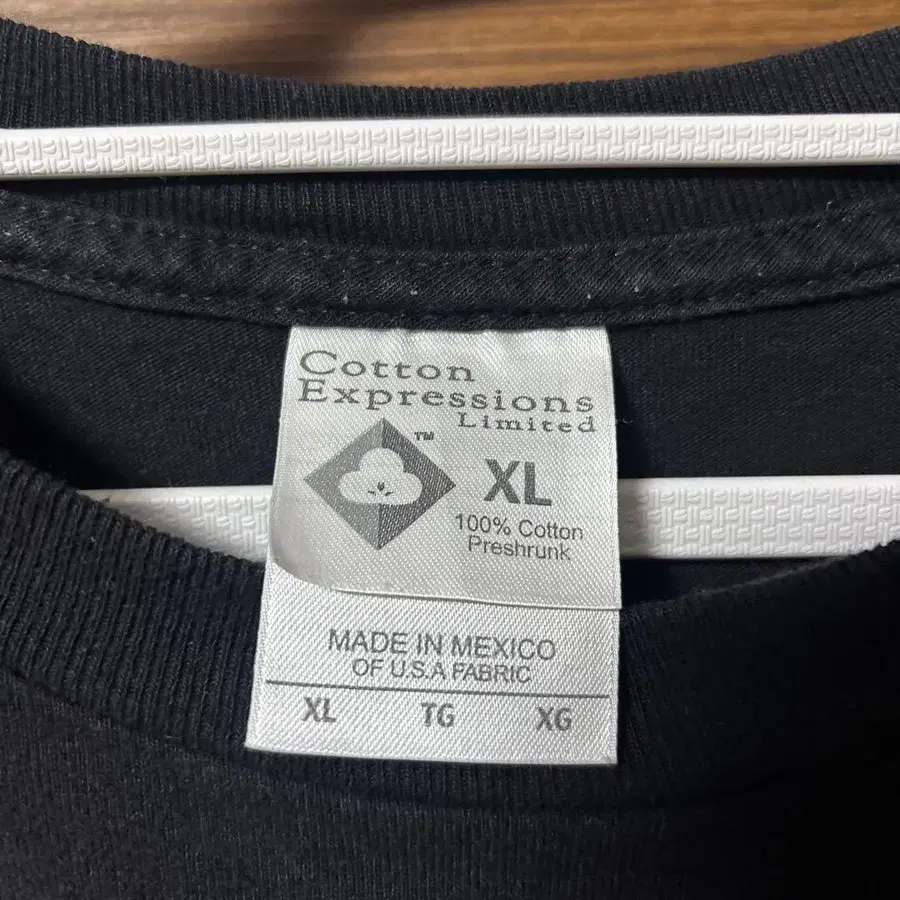 Cotton
Expressions
Limited
TM
XL
100% Cotton
Preshrunk
MADE IN MEXICO
OF U.S.A FABRIC
XL TG XG